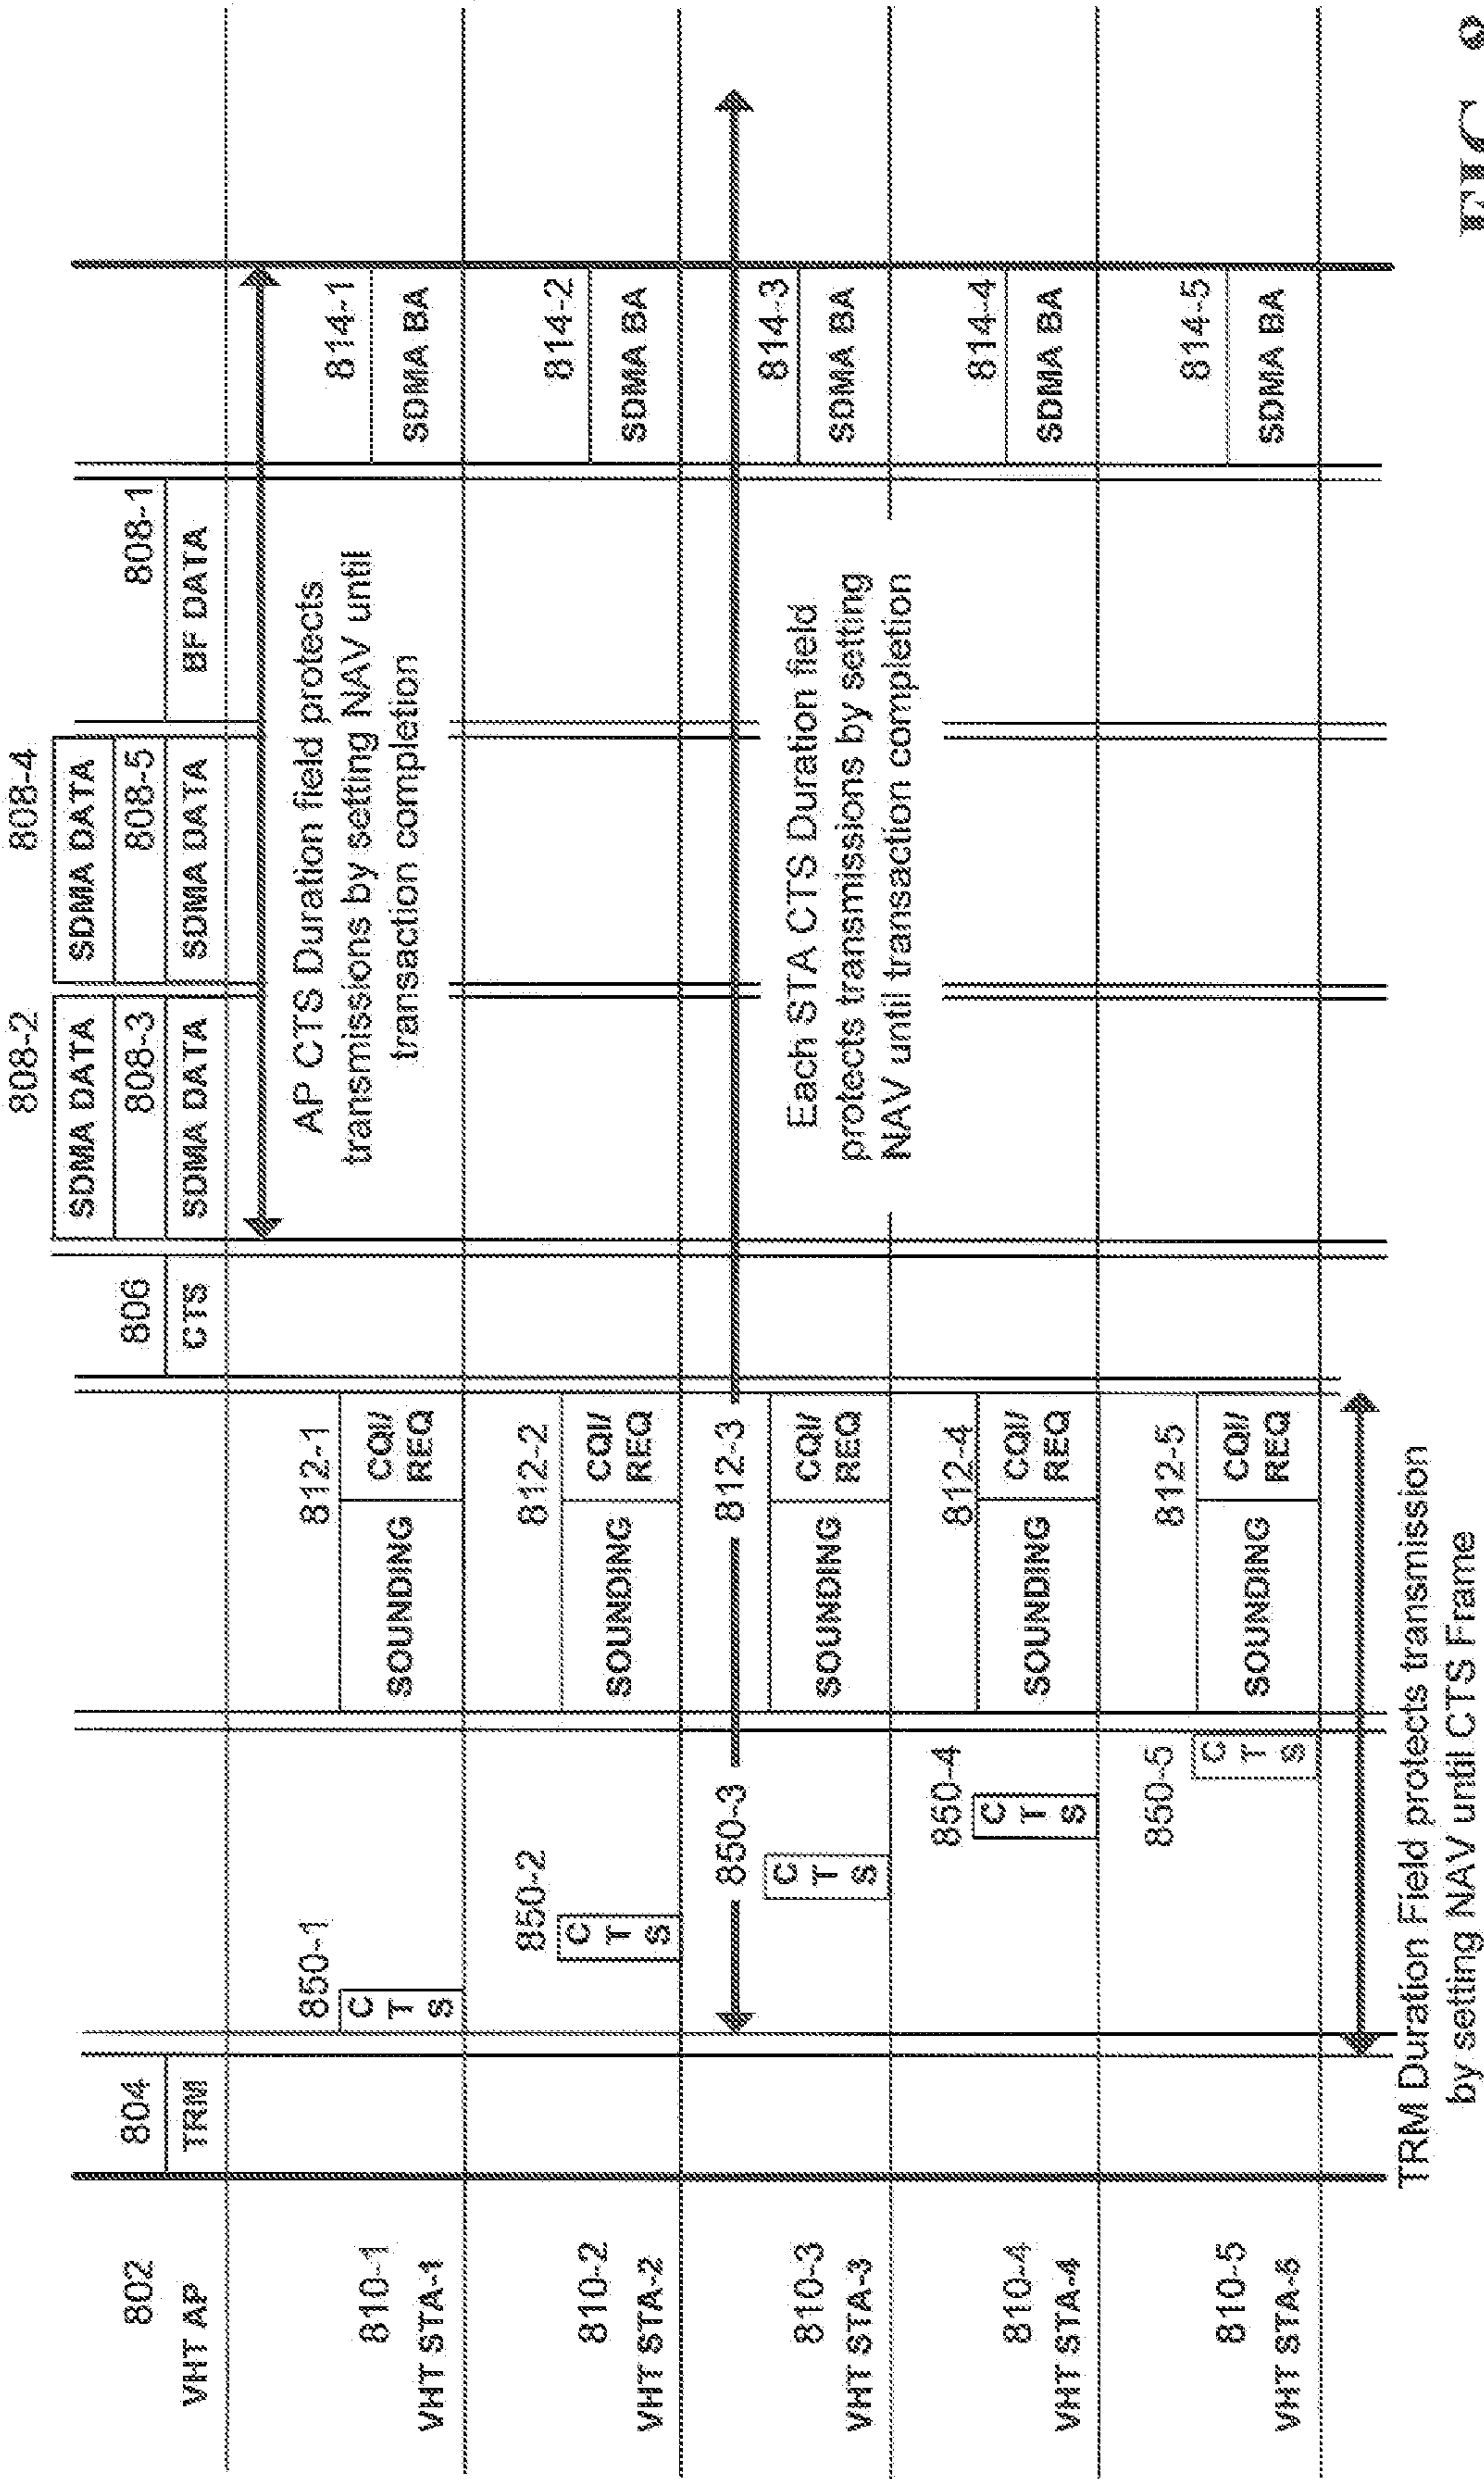 808-2
808-4
SDMA DATA
SDMA DATA
802
804
806
808-3
808-5
808-1
VHT AP
TRM
CTS
SDMA DATA
SDMA DATA
BF DATA
AP CTS Duration field protects
transmissions by setting NAV until
transaction completion
810-1
VHT STA-1
850-1
C
T
S
812-1
SOUNDING
CQI/
REQ
814-1
SDMA BA
810-2
VHT STA-2
850-2
C
T
S
812-2
SOUNDING
CQI/
REQ
814-2
SDMA BA
810-3
VHT STA-3
850-3
C
T
S
812-3
SOUNDING
CQI/
REQ
Each STA CTS Duration field
protects transmissions by setting
NAV until transaction completion
814-3
SDMA BA
810-4
VHT STA-4
850-4
C
T
S
812-4
SOUNDING
CQI/
REQ
814-4
SDMA BA
810-5
VHT STA-5
850-5
C
T
S
812-5
SOUNDING
CQI/
REQ
814-5
SDMA BA
TRM Duration Field protects transmission
by setting NAV until CTS Frame